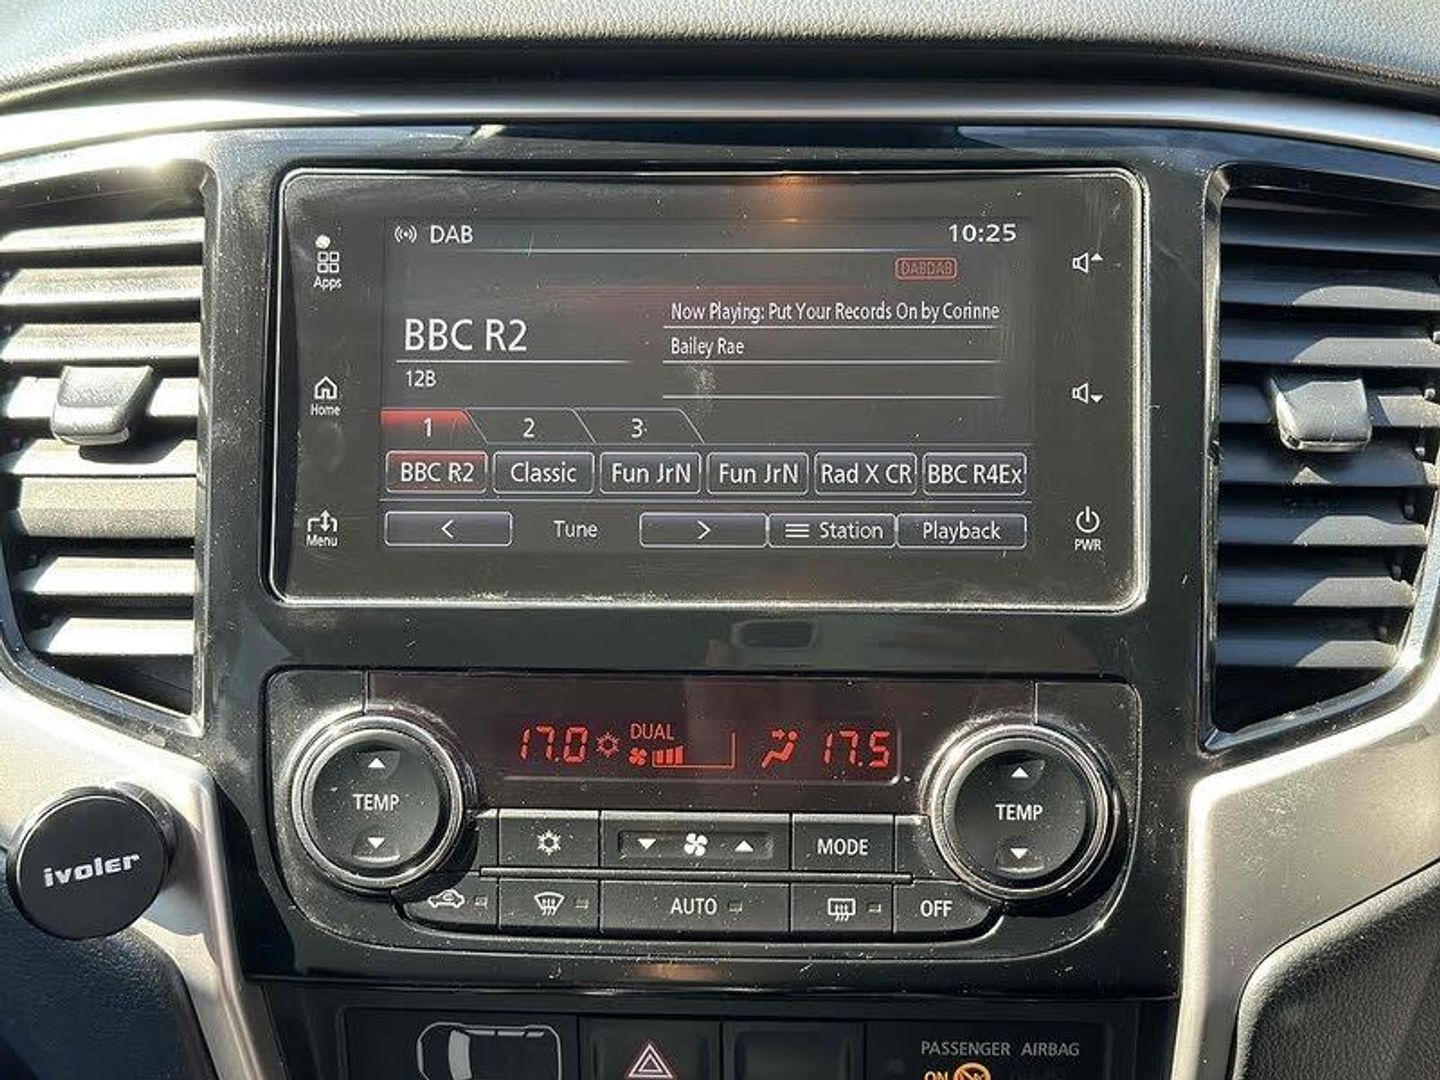 DAB
10:25
Apps
DABDAB
Now Playing: Put Your Records On by Corinne
BBC R2
Bailey Rae
12B
Home
1 2 3
BBC R2 Classic Fun JrN Fun JrN Rad X CR BBC R4Ex
Menu
< Tune > Station Playback
PWR
17.0 DUAL 17.5
TEMP
TEMP
MODE
ivoler
AUTO
OFF
PASSENGER AIRBAG
ON